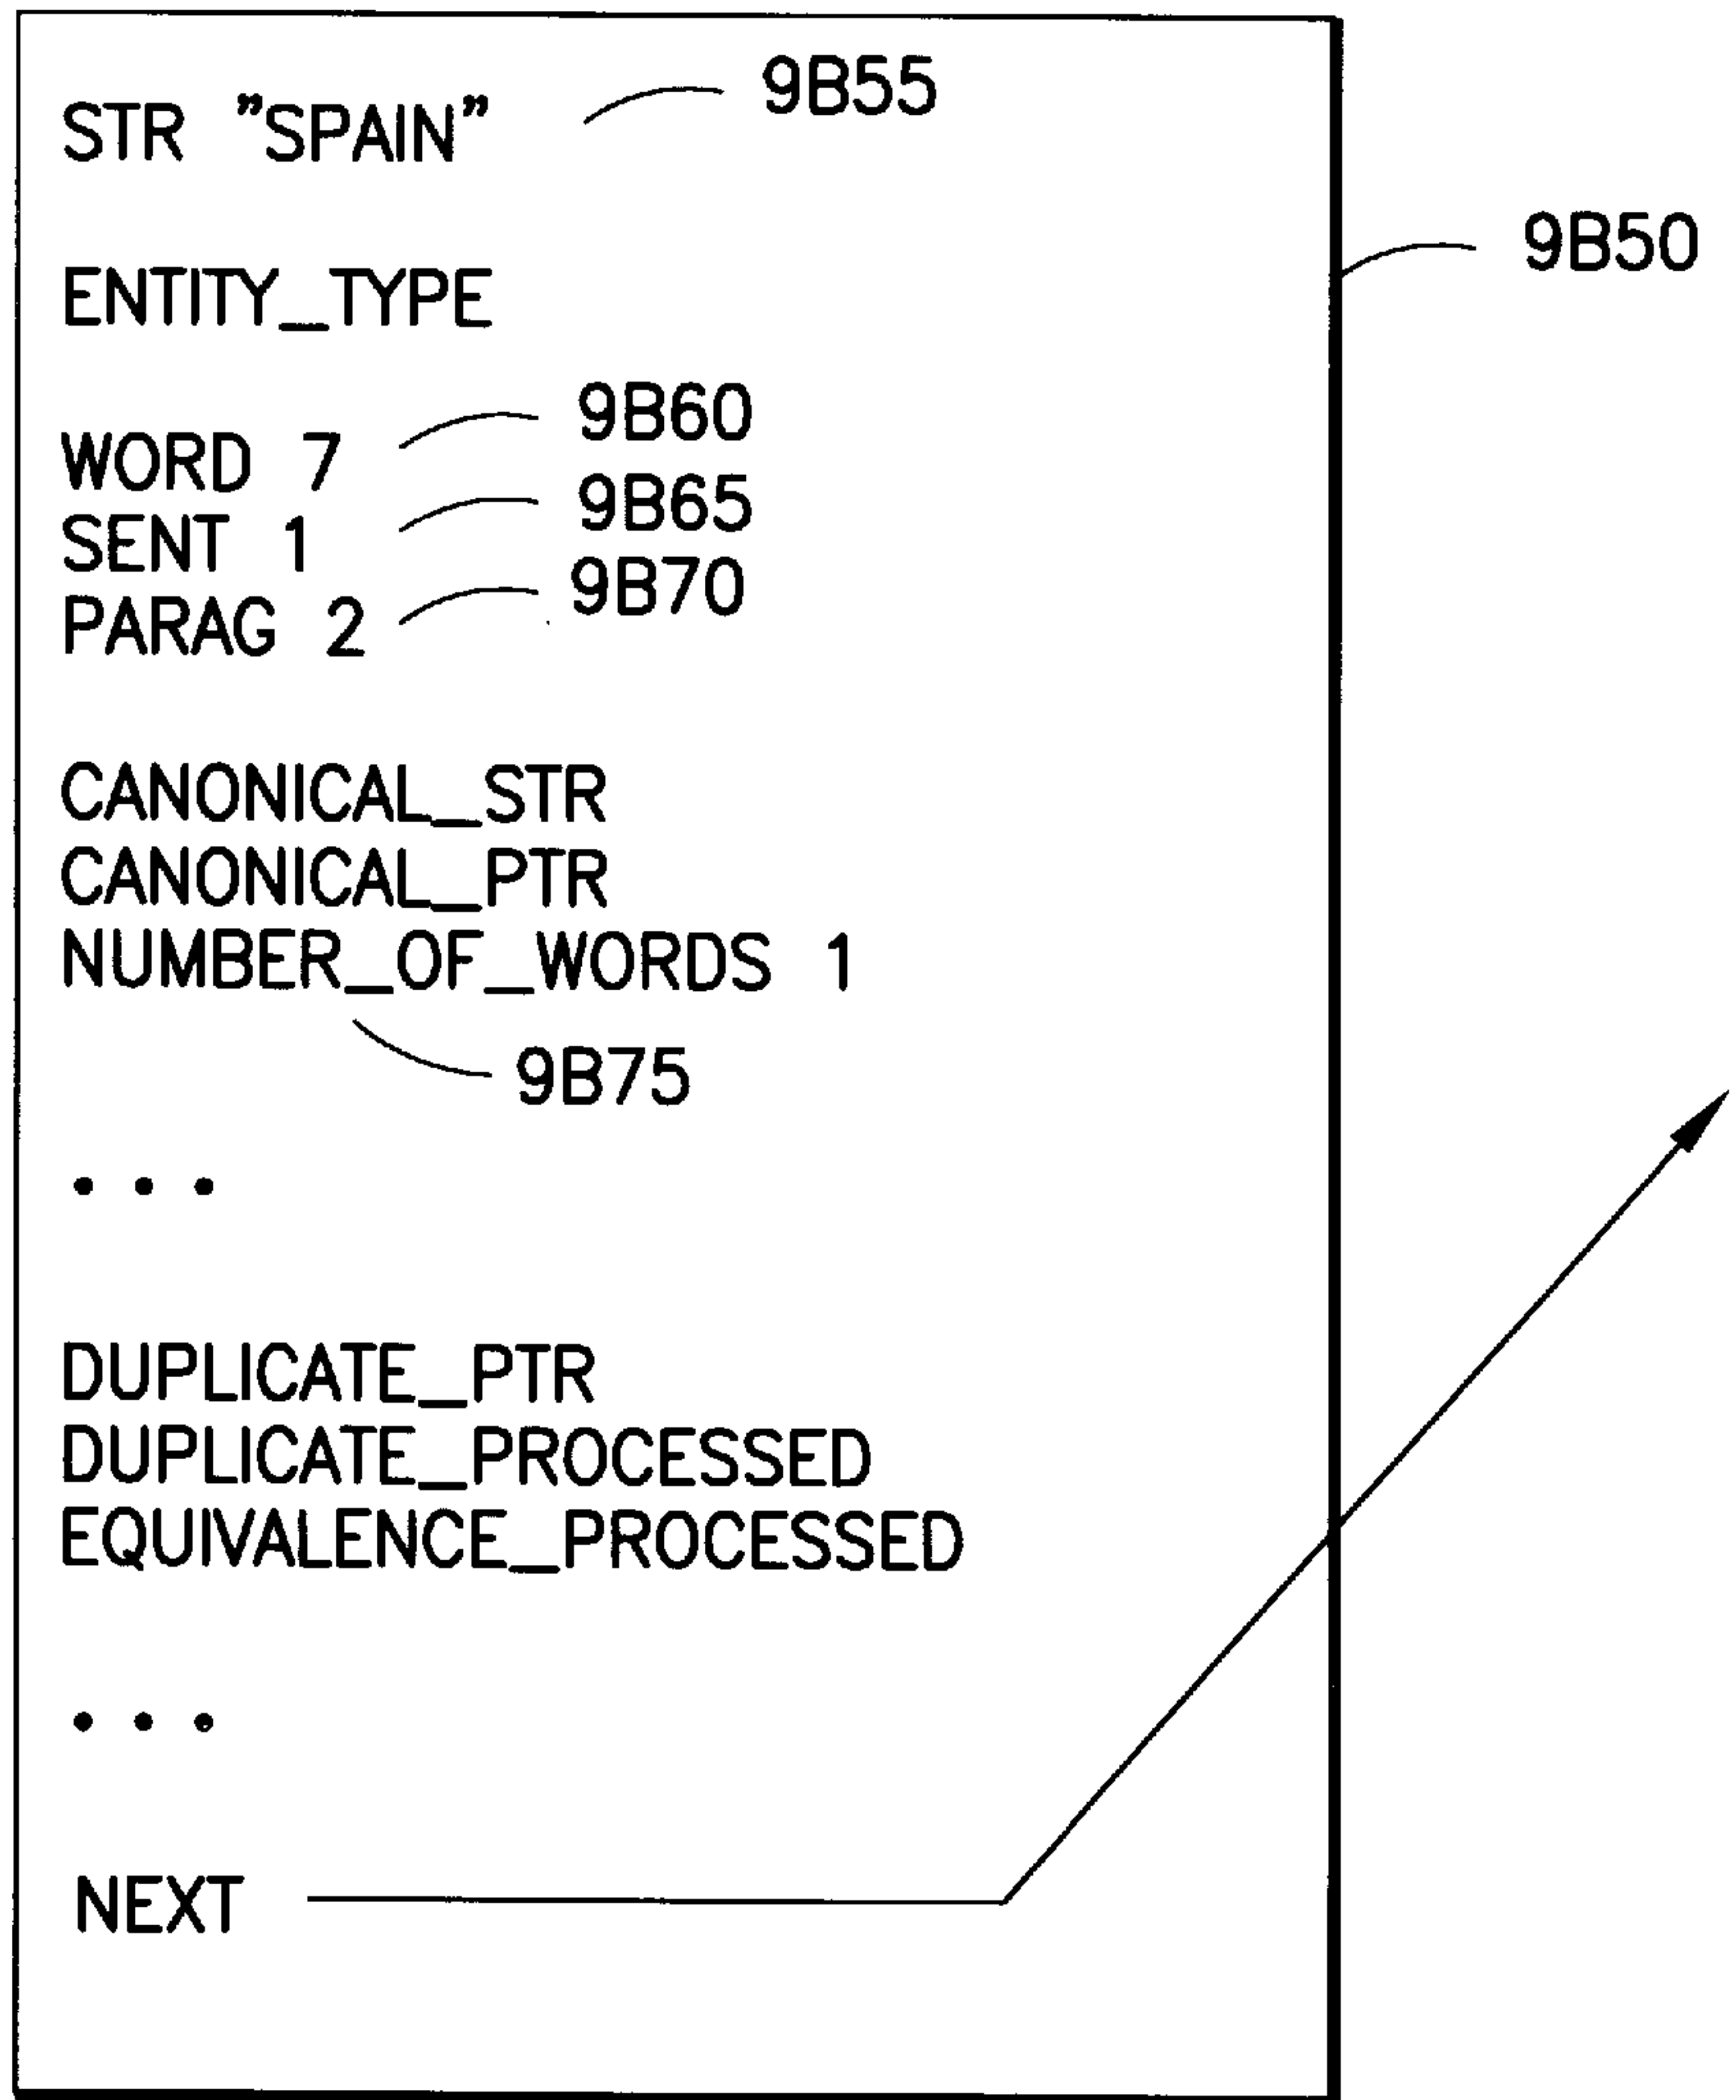 STR "SPAIN" 9B55
9B50
ENTITY_TYPE
WORD 7 9B60
SENT 1 9B65
PARAG 2 9B70
CANONICAL_STR
CANONICAL_PTR
NUMBER_OF_WORDS 1
9B75
• • •
DUPLICATE_PTR
DUPLICATE_PROCESSED
EQUIVALENCE_PROCESSED
• • •
NEXT